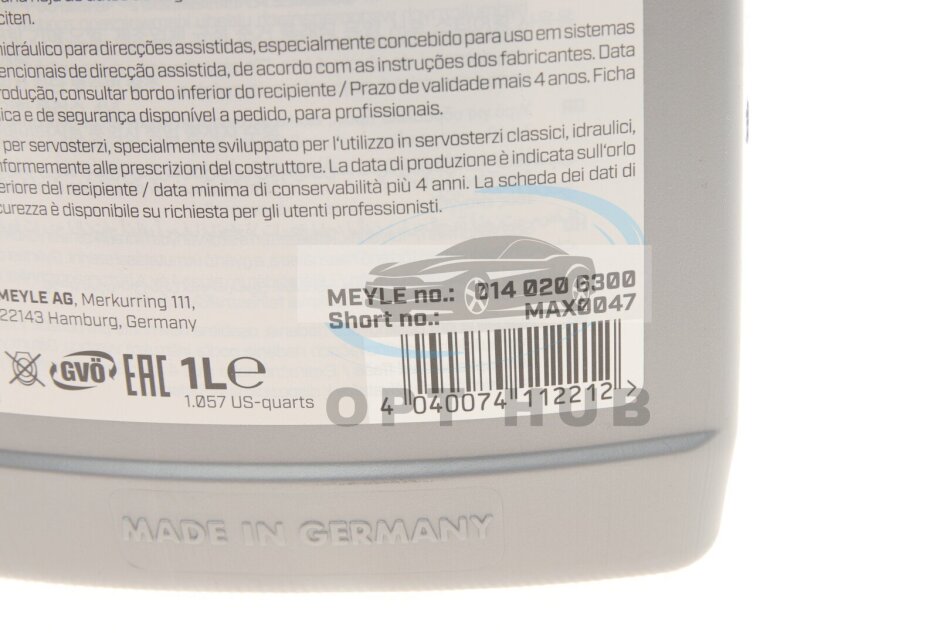 citen.
hidráulico para direcções assistidas, especialmente concebido para uso em sistemas
encionais de direcção assistida, de acordo com as instruções dos fabricantes. Data
rodução, consultar bordo inferior do recipiente / Prazo de validade mais 4 anos. Ficha
ica e de segurança disponível a pedido, para profissionais.
per servosterzi, specialmente sviluppato per l'utilizzo in servosterzi classici, idraulici,
nformemente alle prescrizioni del costruttore. La data di produzione è indicata sull'orlo
eriore del recipiente / data minima di conservabilità più 4 anni. La scheda dei dati di
curezza è disponibile su richiesta per gli utenti professionisti.
MEYLE AG, Merkurring 111,
22143 Hamburg, Germany
MEYLE no.: 014 020 6300
Short no.: MAX0047
GVÖ EAC 1L℮
1.057 US-quarts
4 040074 112212 >
OPT HUB
MADE IN GERMANY